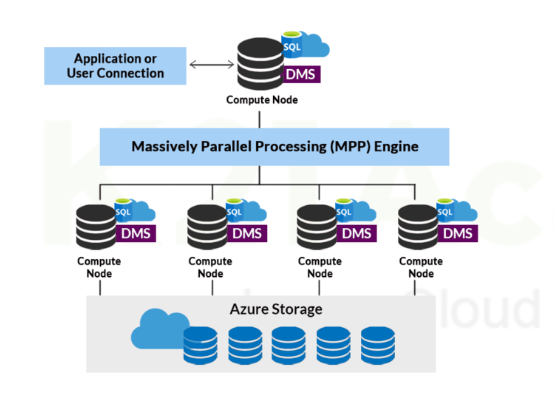 Application or
User Connection
SQL
DMS
Compute Node
Massively Parallel Processing (MPP) Engine
SQL
DMS
SQL
DMS
SQL
DMS
SQL
DMS
Compute
Node
Compute
Node
Compute
Node
Compute
Node
Azure Storage
Cloud